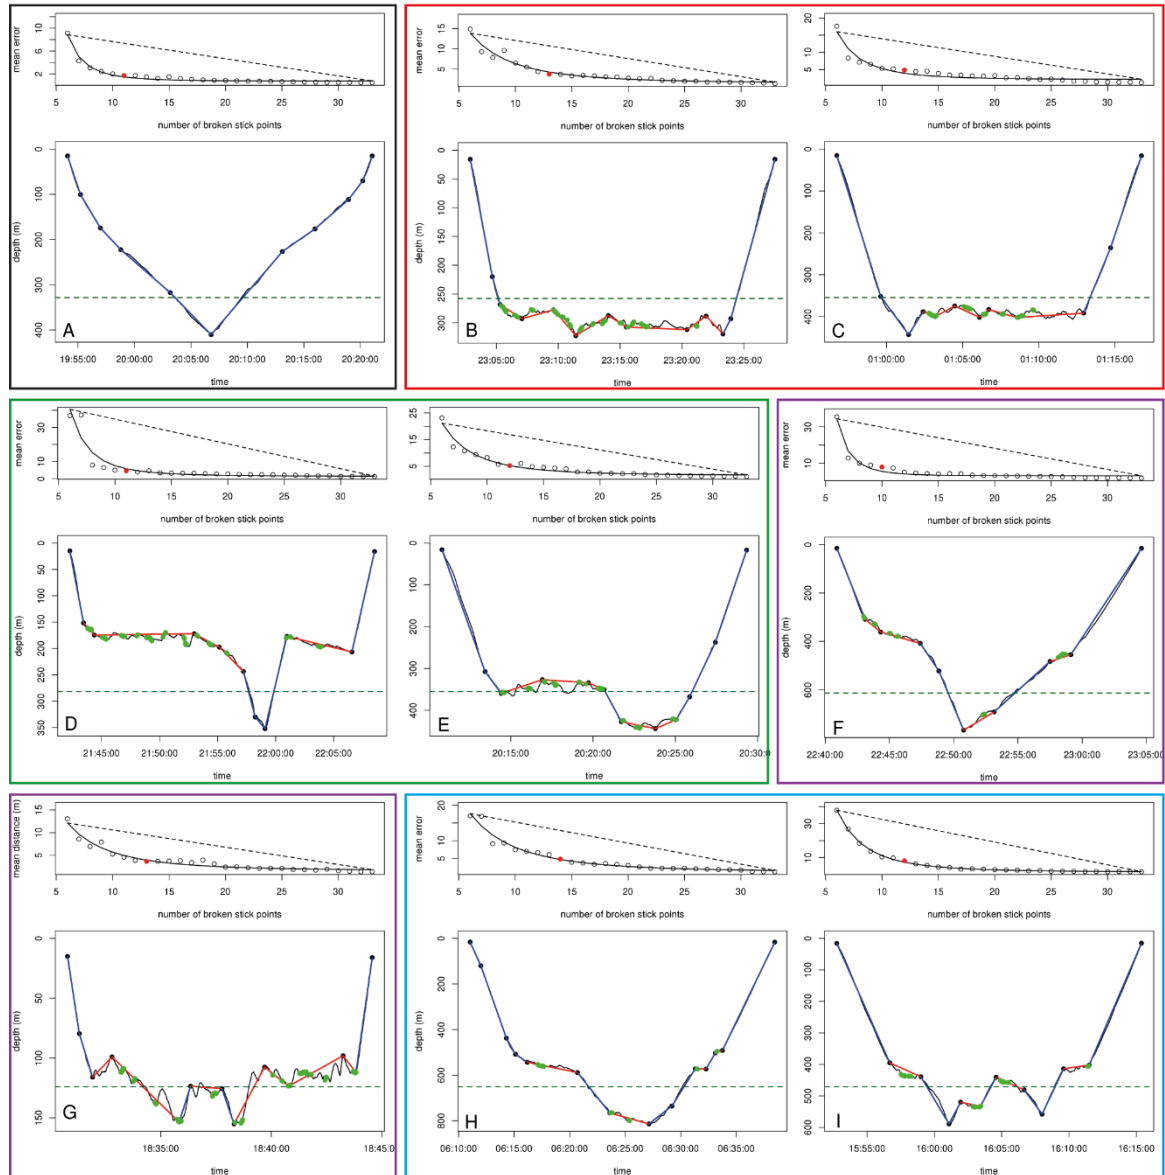 mean error
10
6
4
2
5 10 15 20 25 30
number of broken stick points
depth (m)
0
100
200
300
400
A
19:55:00 20:00:00 20:05:00 20:10:00 20:15:00 20:20:00
time
mean error
15
10
5
0
5 10 15 20 25 30
number of broken stick points
depth (m)
0
50
100
150
200
250
300
B
23:05:00 23:10:00 23:15:00 23:20:00 23:25:00
time
20
15
10
5
5 10 15 20 25 30
number of broken stick points
0
100
200
300
400
C
01:00:00 01:05:00 01:10:00 01:15:00
time
mean error
30
10
0
5 10 15 20 25 30
number of broken stick points
depth (m)
0
50
100
150
200
250
300
350
D
21:45:00 21:50:00 21:55:00 22:00:00 22:05:00
time
mean error
25
15
10
5
5 10 15 20 25 30
number of broken stick points
depth (m)
0
100
200
300
400
E
20:15:00 20:20:00 20:25:00 20:30:0
time
mean error
30
10
5 10 15 20 25 30
number of broken stick points
depth (m)
0
200
400
600
F
22:40:00 22:45:00 22:50:00 22:55:00 23:00:00 23:05:00
time
mean distance (m)
15
10
5
5 10 15 20 25 30
number of broken stick points
depth (m)
0
50
100
150
G
18:35:00 18:40:00 18:45:00
time
mean error
20
15
10
5
0
5 10 15 20 25 30
number of broken stick points
depth (m)
0
200
400
600
800
H
06:10:00 06:15:00 06:20:00 06:25:00 06:30:00 06:35:00
time
mean error
30
10
5 10 15 20 25 30
number of broken stick points
depth (m)
0
100
200
300
400
500
600
I
15:55:00 16:00:00 16:05:00 16:10:00 16:15:00
time